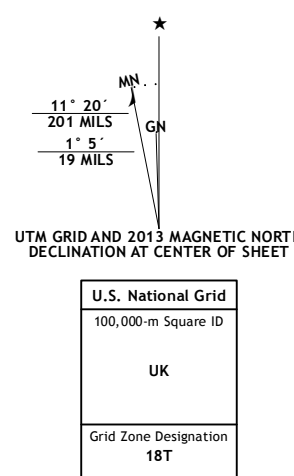 ★
MN
11° 20´
201 MILS
GN
1° 5´
19 MILS
UTM GRID AND 2013 MAGNETIC NORT
DECLINATION AT CENTER OF SHEET
U.S. National Grid
100,000-m Square ID
UK
Grid Zone Designation
18T